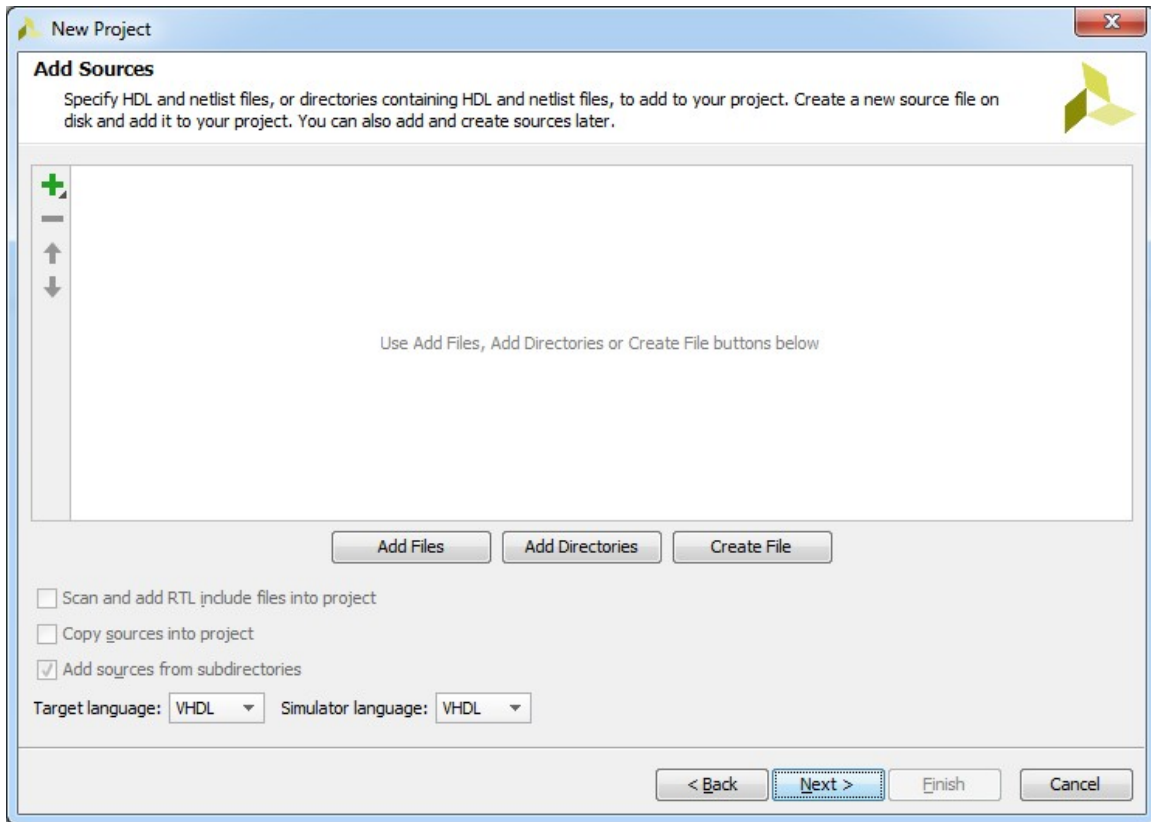 New Project
Add Sources
Specify HDL and netlist files, or directories containing HDL and netlist files, to add to your project. Create a new source file on
disk and add it to your project. You can also add and create sources later.
Use Add Files, Add Directories or Create File buttons below
Add Files Add Directories Create File
Scan and add RTL include files into project
Copy sources into project
Add sources from subdirectories
Target language: VHDL Simulator language: VHDL
< Back Next > Finish Cancel